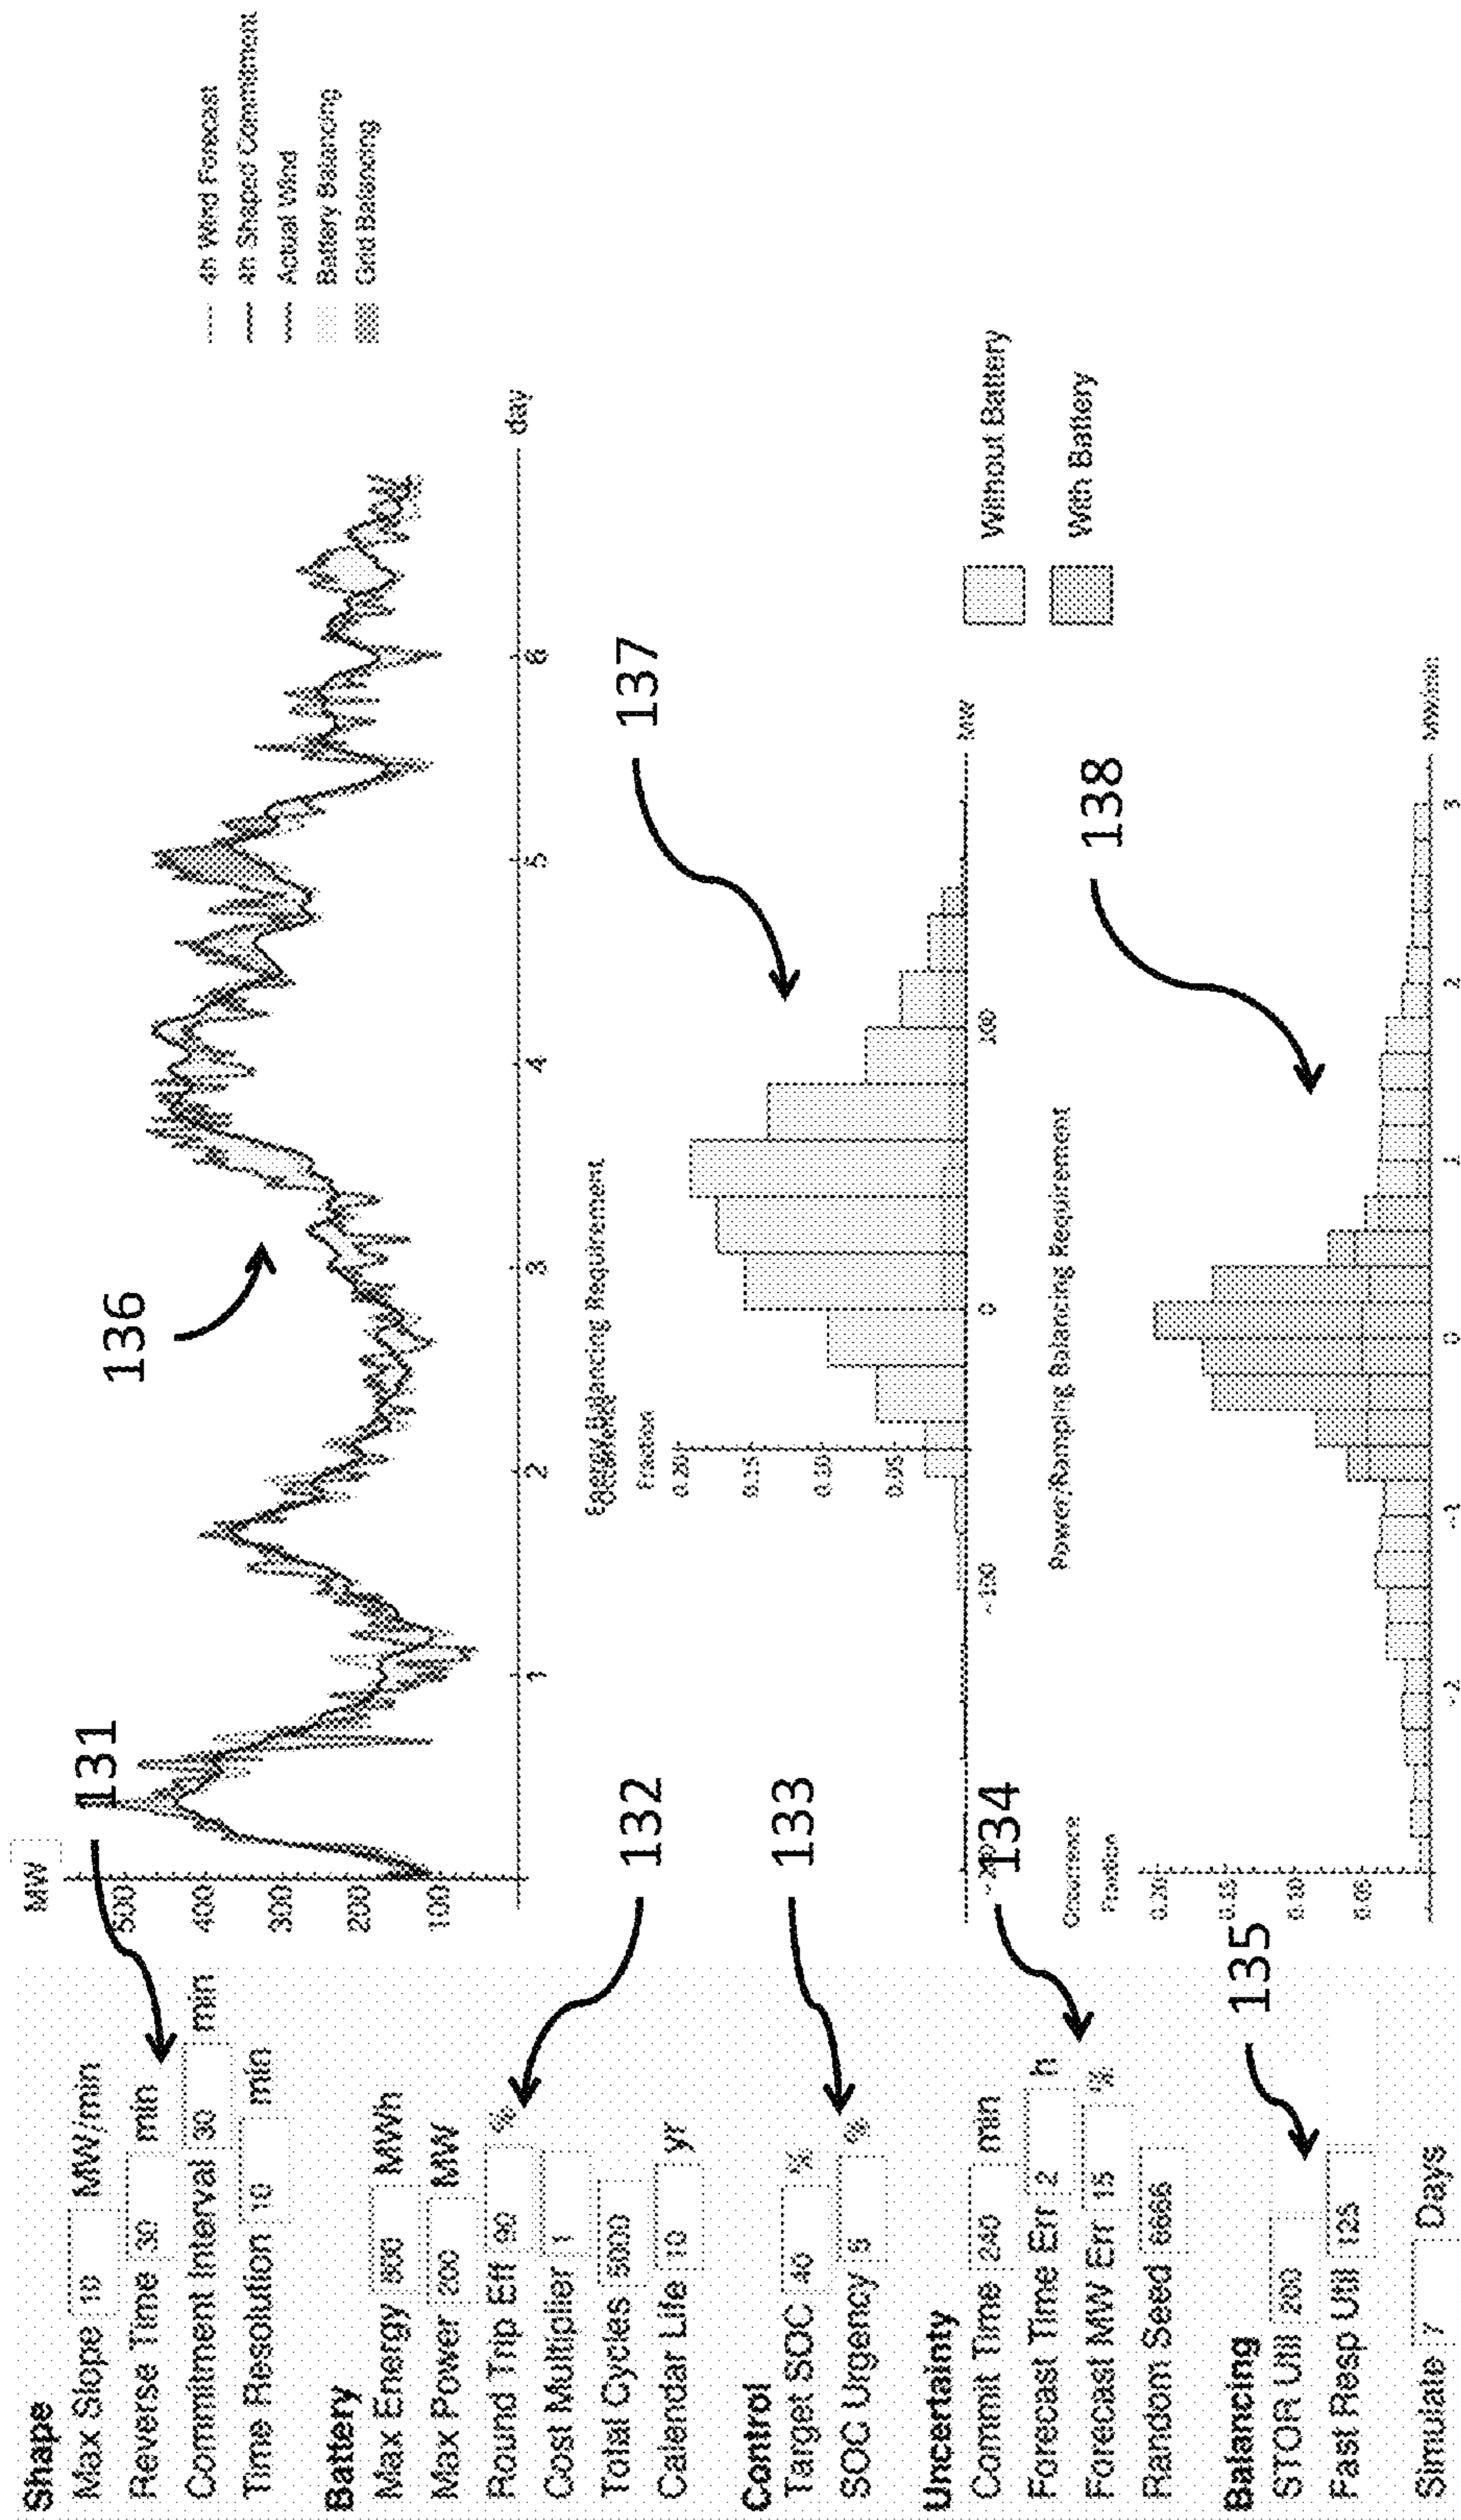 Shape
Max Slope 10 MW/min
Reverse Time 30 min
Commitment Interval 30 min
Time Resolution 10 min
Battery
Max Energy 800 MWh
Max Power 200 MW
Round Trip Eff 90 %
Cost Multiplier 1
Total Cycles 5000
Calendar Life 10 yr
Control
Target SOC 40 %
SOC Urgency 5 %
Uncertainty
Commit Time 240 min
Forecast Time Err 2 h
Forecast MW Err 15 %
Random Seed 6666
Balancing
STOR Util 200
Fast Resp Util 125
Simulate 7 Days
131
132
133
134
135
MW
500
400
300
200
100
1 2 3 4 5 6 day
136
4h Wind Forecast
4h Shaped Commitment
Actual Wind
Battery Balancing
Grid Balancing
Energy Balancing Requirement
Fraction
0.20
0.15
0.10
0.05
-100 0 100 MW
137
Without Battery
With Battery
Power/Ramping Balancing Requirement
Occurrence
Fraction
0.20
0.15
0.10
0.05
-2 -1 0 1 2 3 MW/min
138